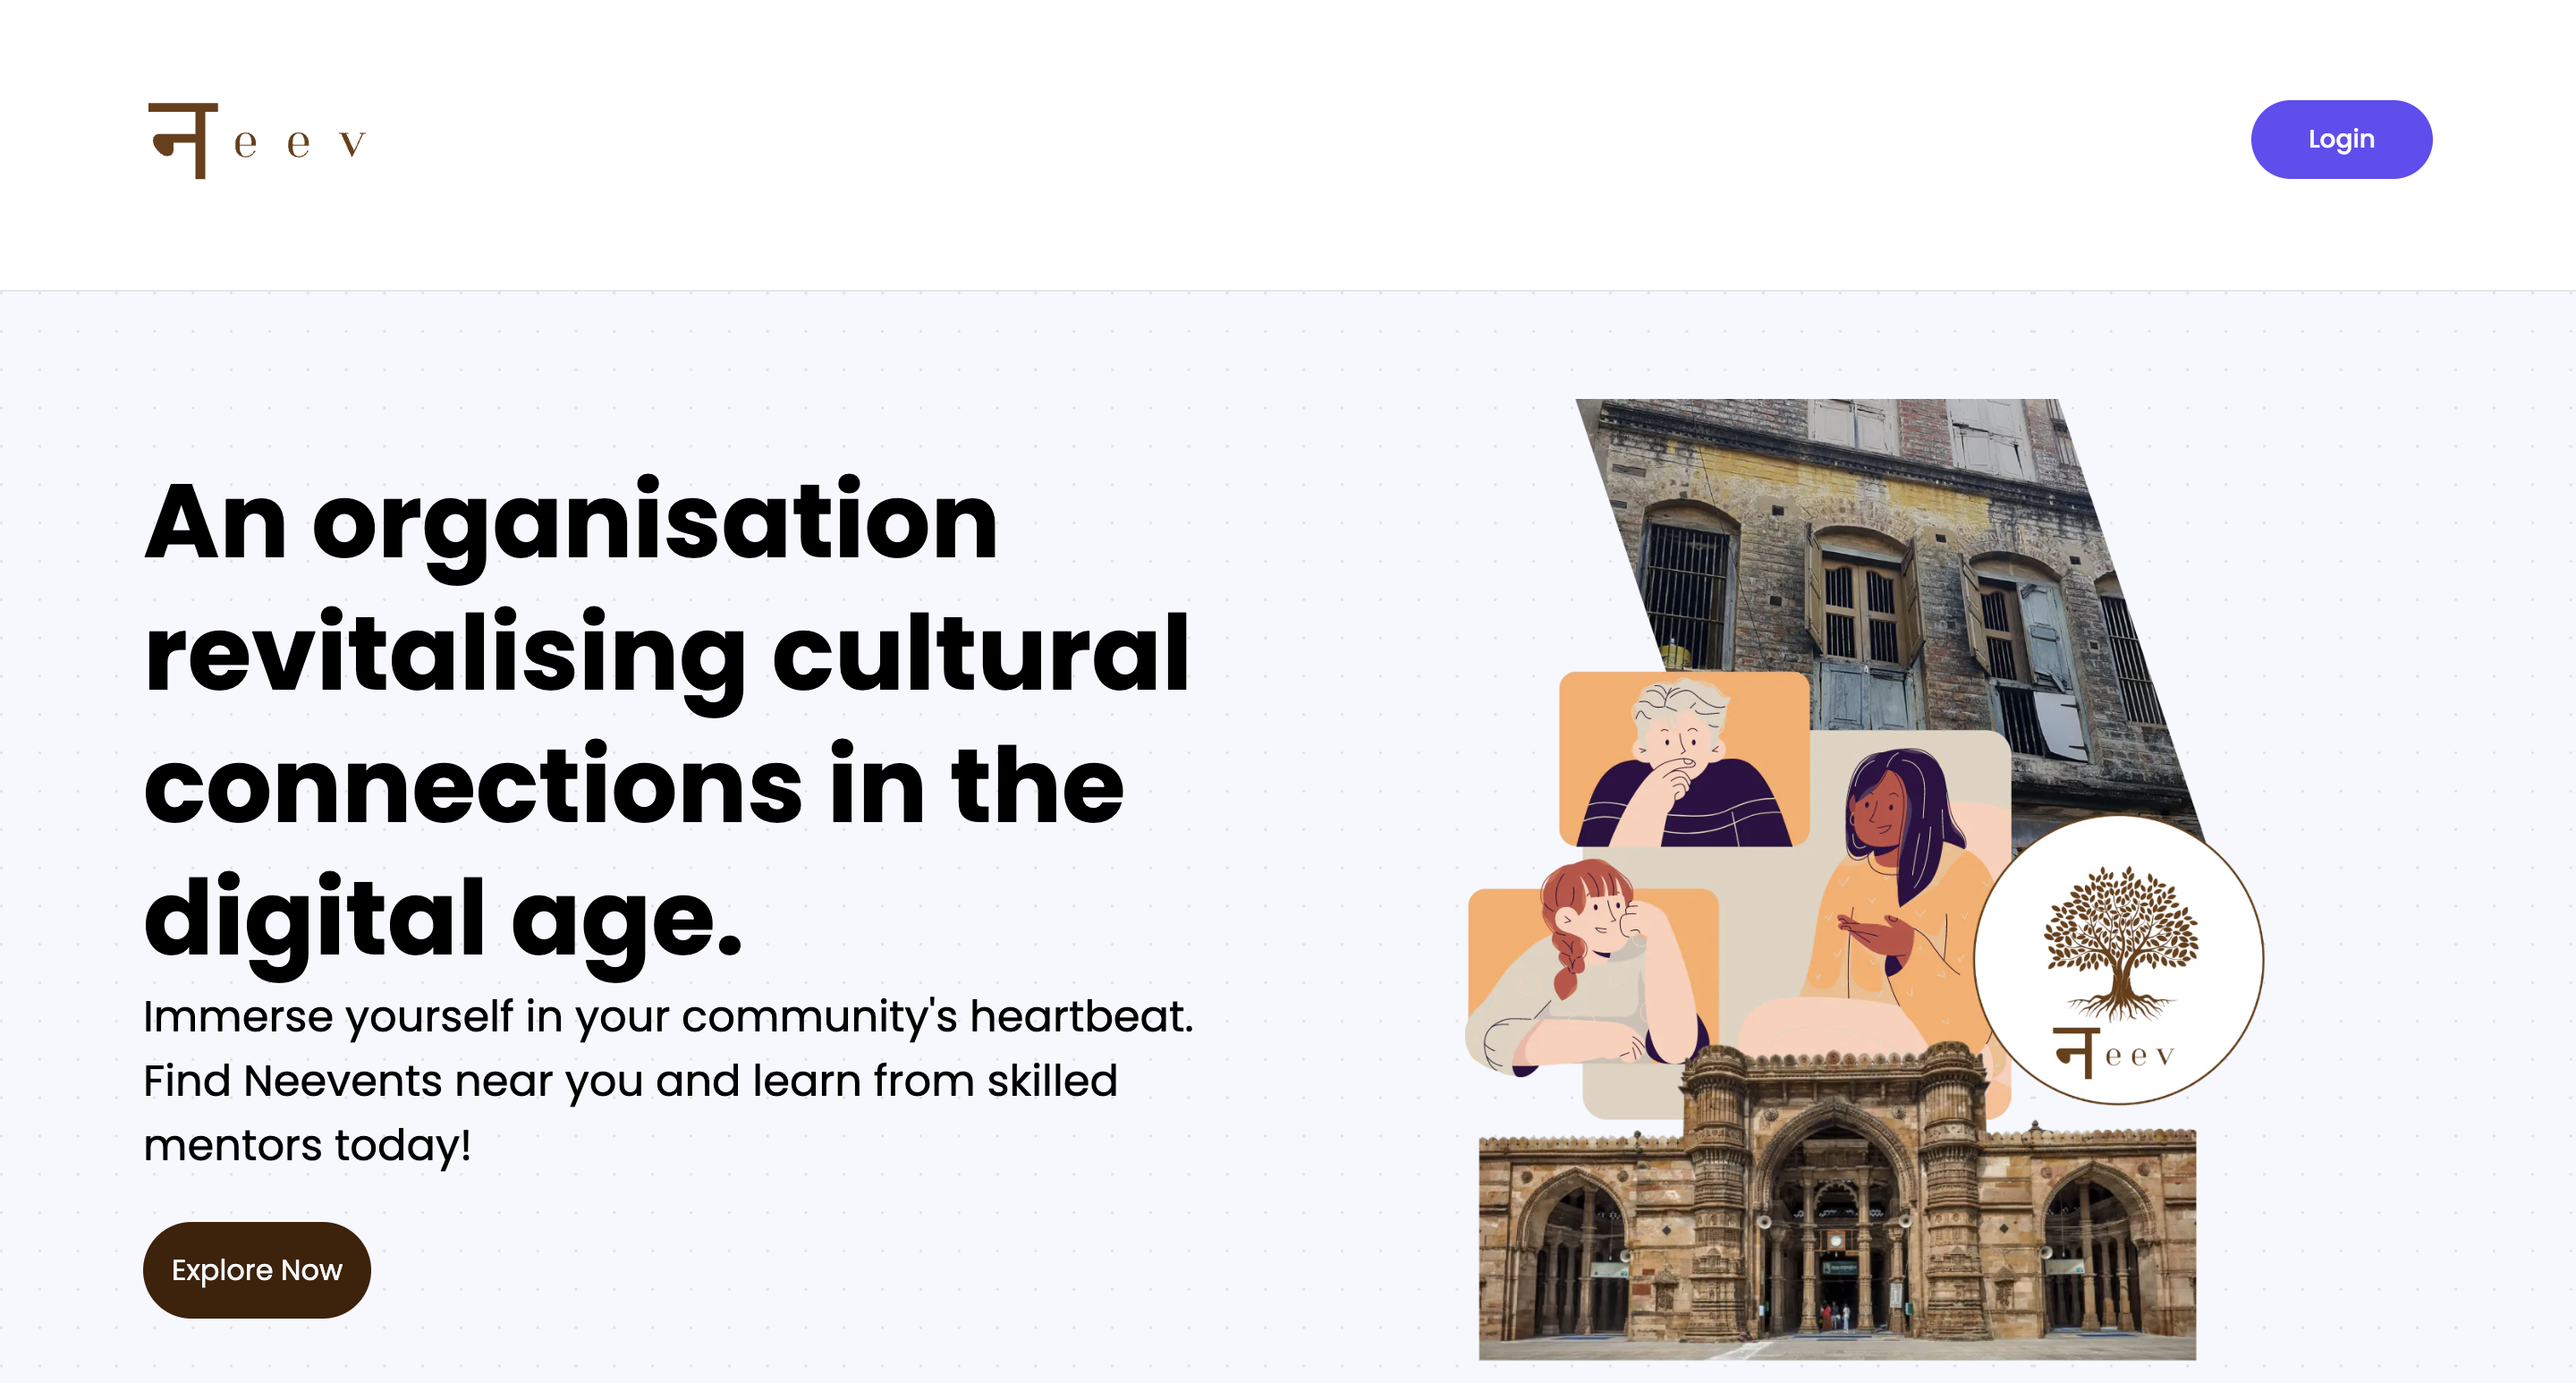 नeev
Login
An organisation
revitalising cultural
connections in the
digital age.
Immerse yourself in your community's heartbeat.
Find Neevents near you and learn from skilled
mentors today!
Explore Now
नeev